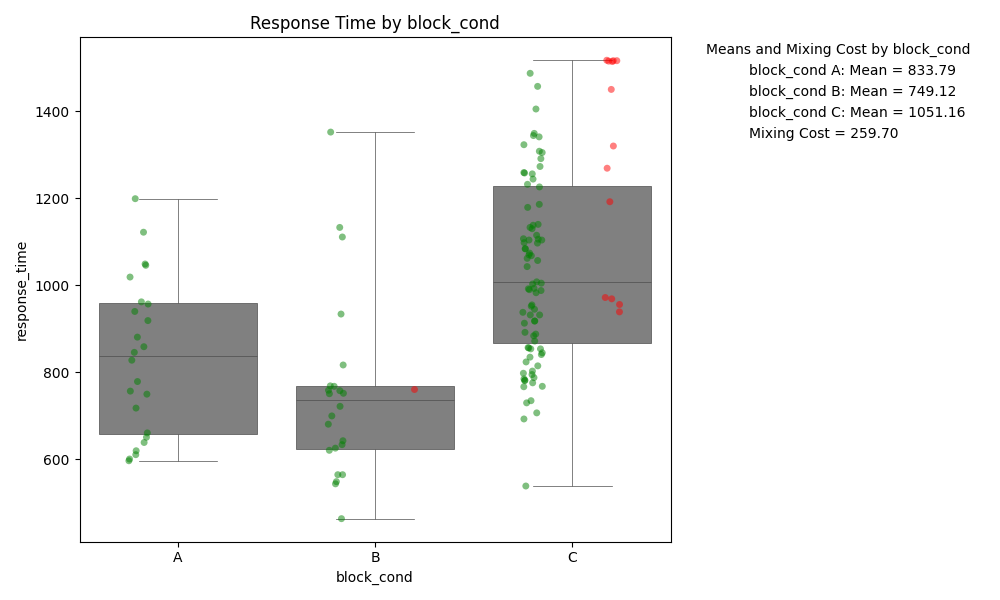 Response Time by block_cond
Means and Mixing Cost by block_cond
block_cond A: Mean = 833.79
block_cond B: Mean = 749.12
block_cond C: Mean = 1051.16
Mixing Cost = 259.70
response_time
1400
1200
1000
800
600
A
B
C
block_cond